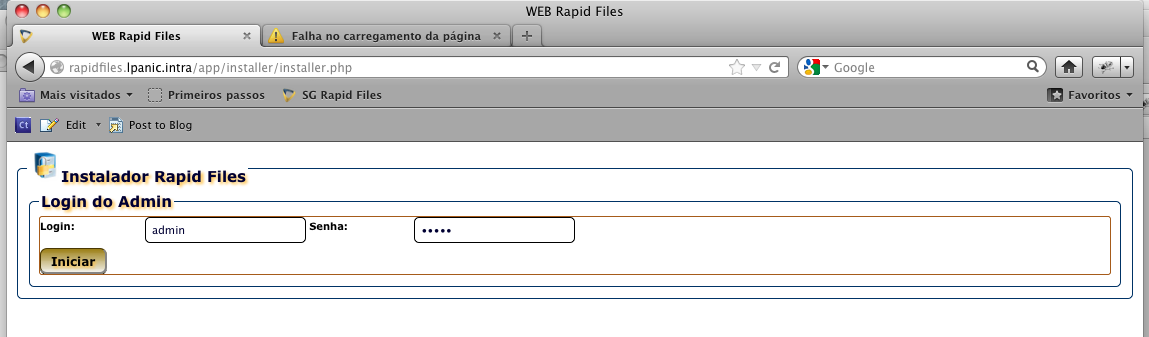 WEB Rapid Files
WEB Rapid Files Falha no carregamento da página
rapidfiles.lpanic.intra/app/installer/installer.php Google
Mais visitados Primeiros passos SG Rapid Files Favoritos
Ct Edit Post to Blog
Instalador Rapid Files
Login do Admin
Login: admin Senha: •••••
Iniciar